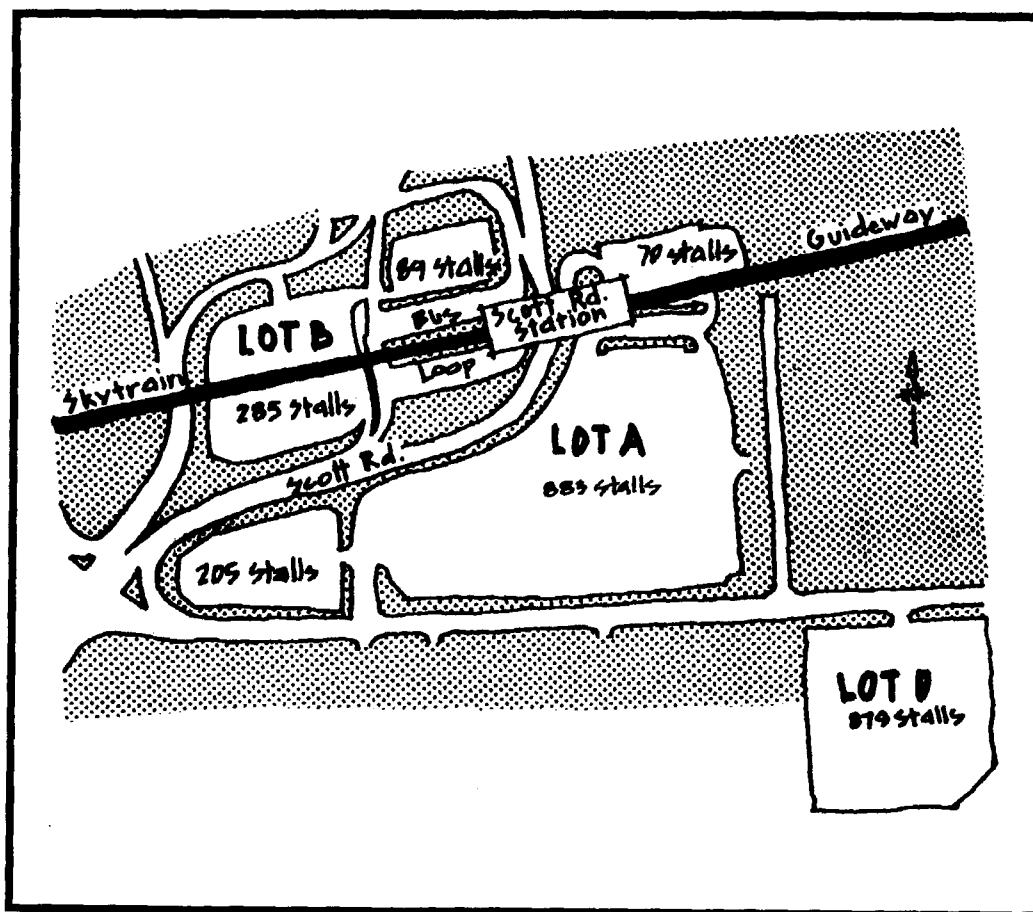 Guideway
70 stalls
89 stalls
Scott Rd.
Station
Bus
Loop
LOT B
Skytrain
285 stalls
LOT A
883 stalls
Scott Rd
205 stalls
LOT D
879 stalls